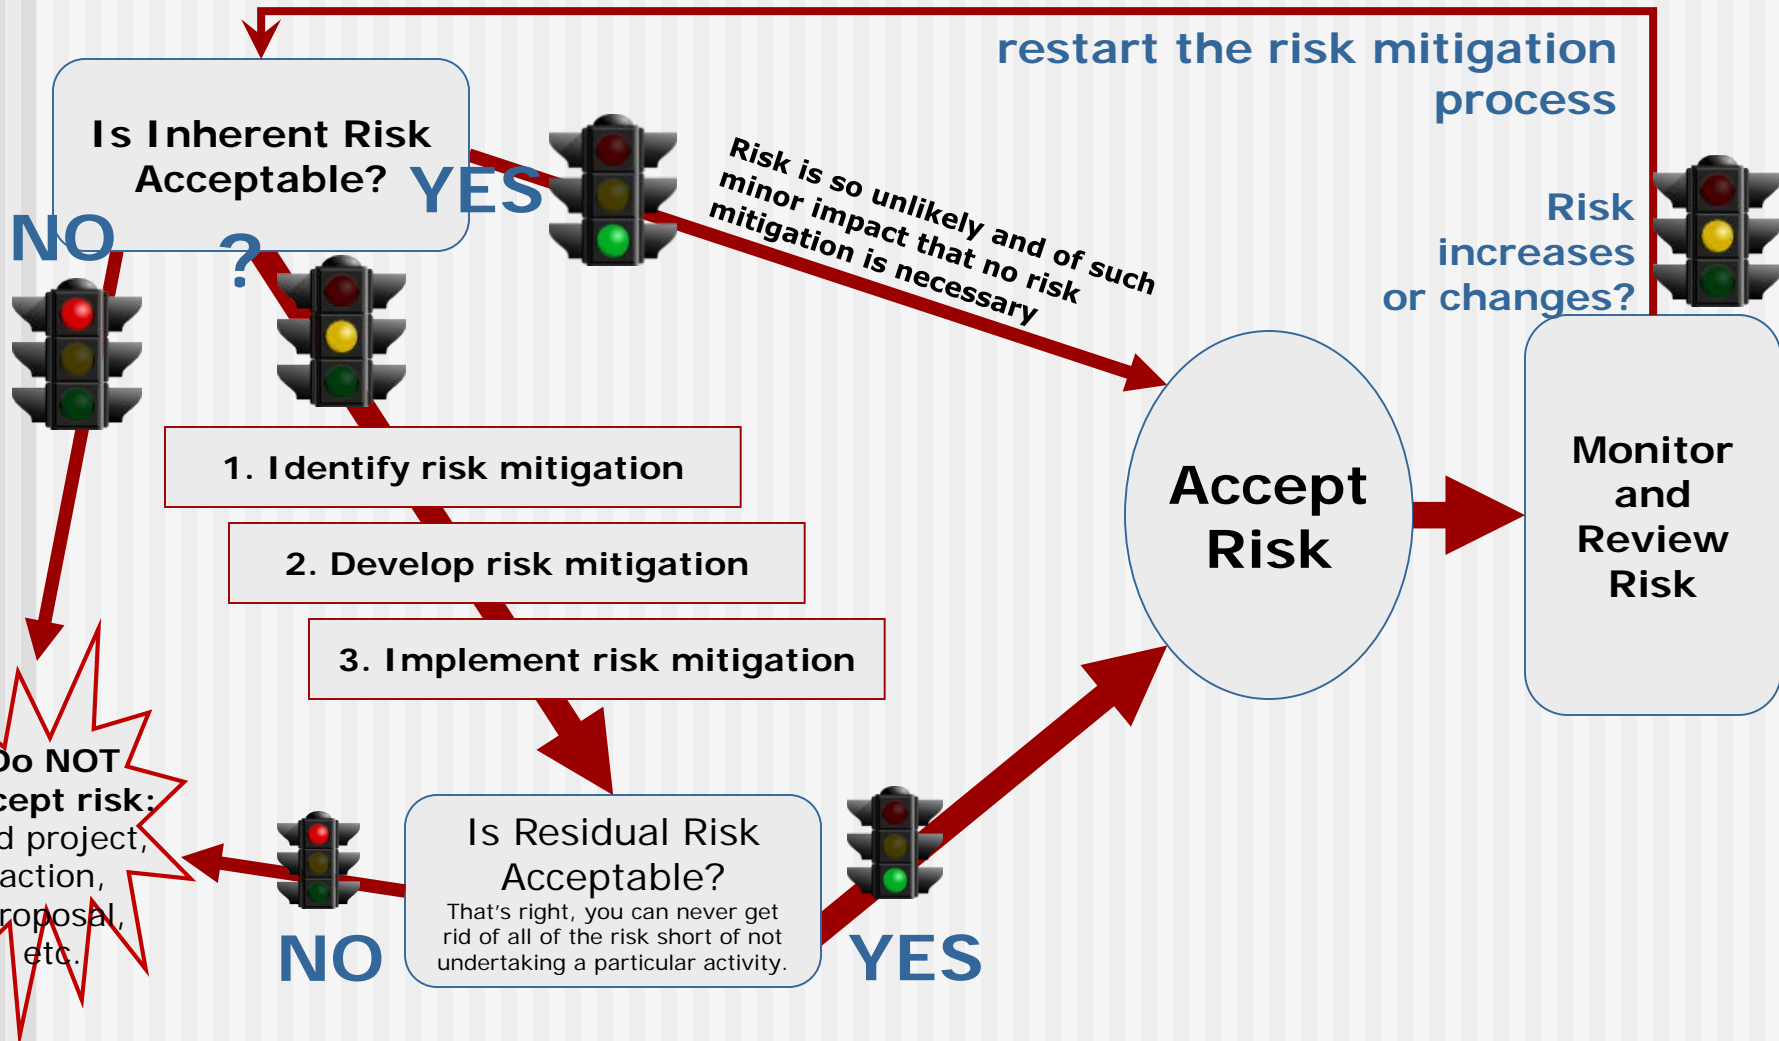 restart the risk mitigation
process
Is Inherent Risk
Acceptable?
YES
NO
?
Risk is so unlikely and of such
minor impact that no risk
mitigation is necessary
Risk
increases
or changes?
1. Identify risk mitigation
2. Develop risk mitigation
3. Implement risk mitigation
Accept
Risk
Monitor
and
Review
Risk
Do NOT
cept risk:
d project,
action,
roposal,
etc.
Is Residual Risk
Acceptable?
That's right, you can never get
rid of all of the risk short of not
undertaking a particular activity.
NO
YES